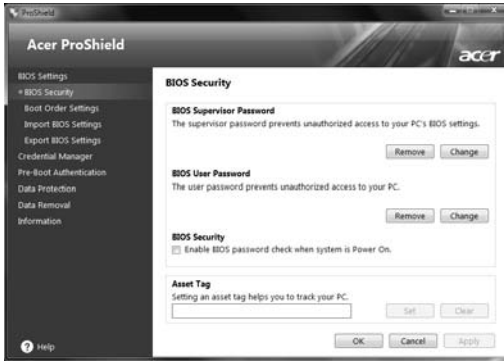 ProShield
Acer ProShield
acer
BIOS Settings
BIOS Security
Boot Order Settings
Import BIOS Settings
Export BIOS Settings
Credential Manager
Pre-Boot Authentication
Data Protection
Data Removal
Information
Help
BIOS Security
BIOS Supervisor Password
The supervisor password prevents unauthorized access to your PC's BIOS settings.
Remove Change
BIOS User Password
The user password prevents unauthorized access to your PC.
Remove Change
BIOS Security
Enable BIOS password check when system is Power On.
Asset Tag
Setting an asset tag helps you to track your PC.
Set Clear
OK Cancel Apply